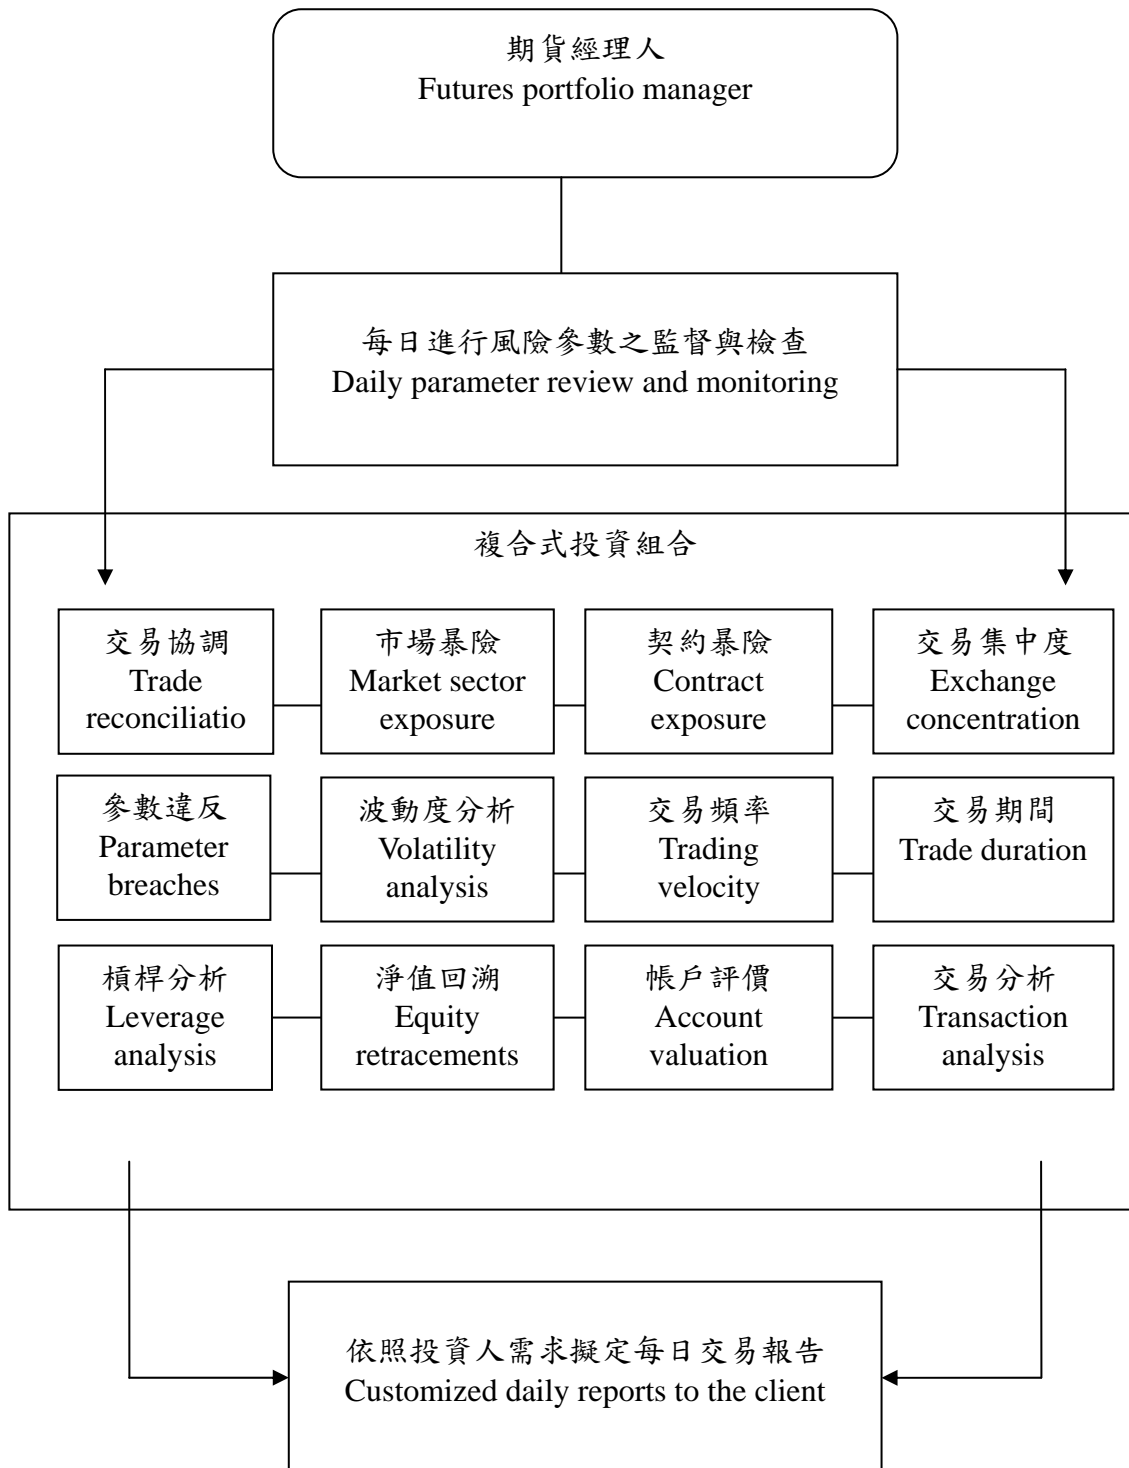 期貨經理人
Futures portfolio manager
每日進行風險參數之監督與檢查
Daily parameter review and monitoring
複合式投資組合
交易協調
Trade
reconciliatio
市場暴險
Market sector
exposure
契約暴險
Contract
exposure
交易集中度
Exchange
concentration
參數違反
Parameter
breaches
波動度分析
Volatility
analysis
交易頻率
Trading
velocity
交易期間
Trade duration
槓桿分析
Leverage
analysis
淨值回溯
Equity
retracements
帳戶評價
Account
valuation
交易分析
Transaction
analysis
依照投資人需求擬定每日交易報告
Customized daily reports to the client